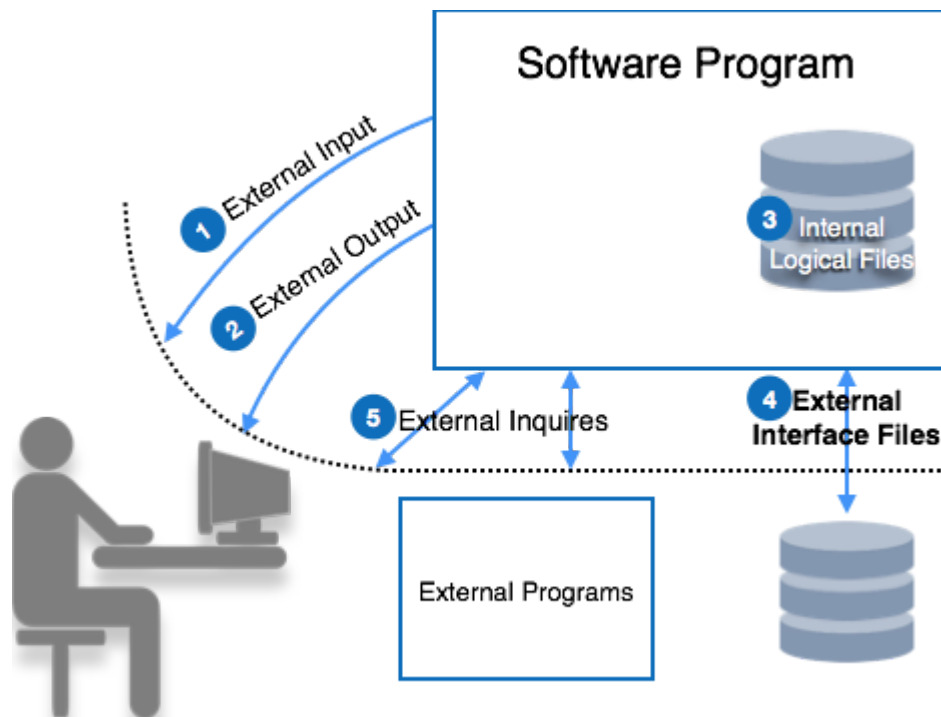 Software Program
1 External Input
2 External Output
3 Internal
Logical Files
5 External Inquires
4 External
Interface Files
External Programs